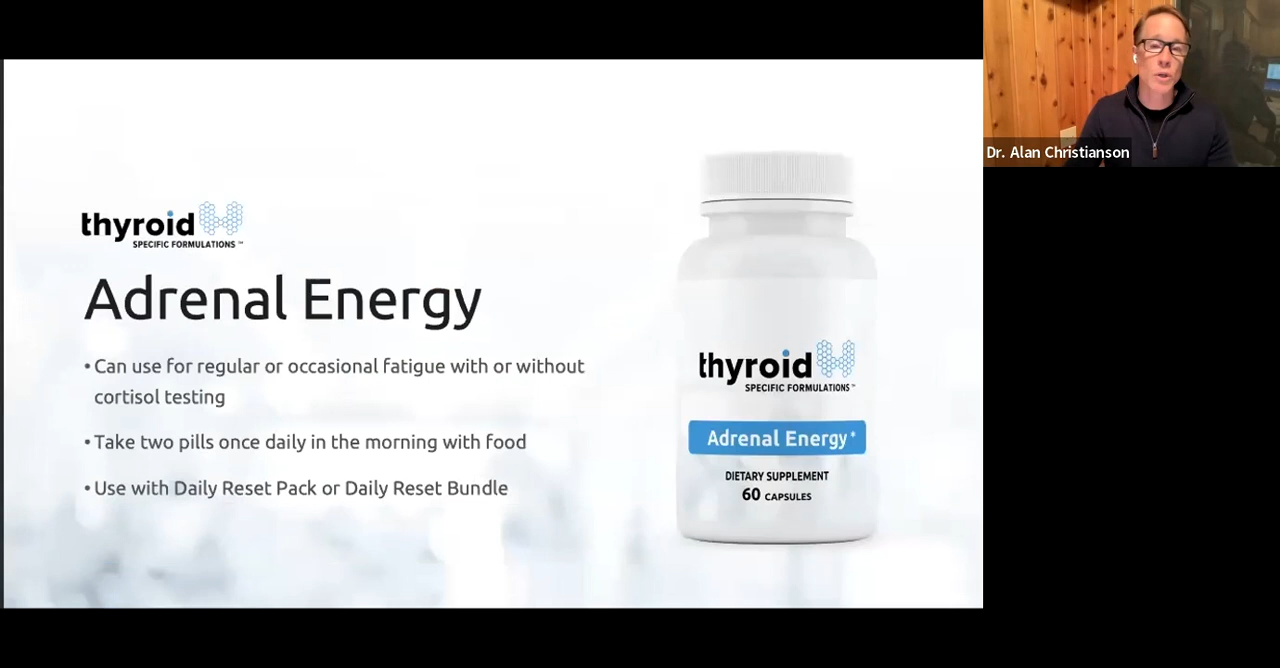 Dr. Alan Christianson
thyroid
SPECIFIC FORMULATIONS™
Adrenal Energy
• Can use for regular or occasional fatigue with or without
cortisol testing
• Take two pills once daily in the morning with food
• Use with Daily Reset Pack or Daily Reset Bundle
thyroid
SPECIFIC FORMULATIONS™
Adrenal Energy*
DIETARY SUPPLEMENT
60 CAPSULES